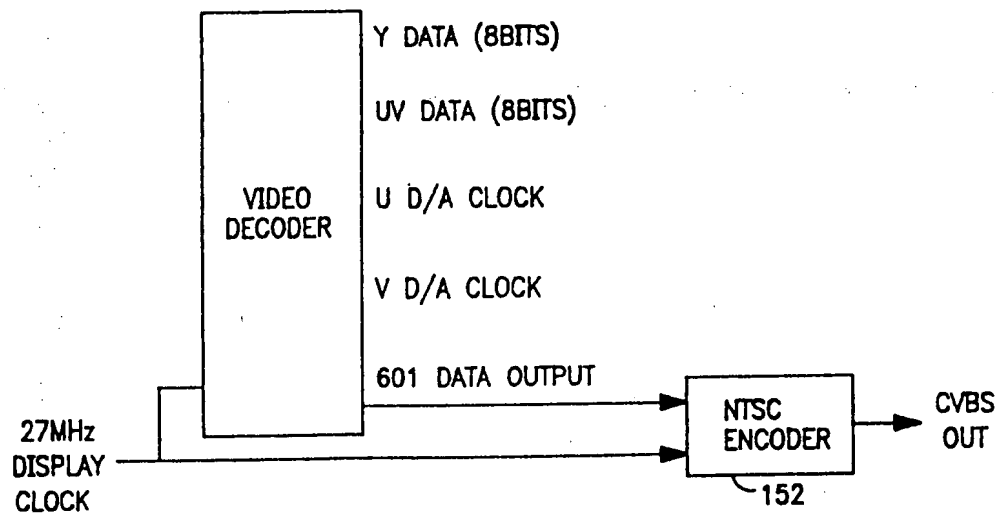 Y DATA (8BITS)
UV DATA (8BITS)
VIDEO
DECODER
U D/A CLOCK
V D/A CLOCK
601 DATA OUTPUT
27MHz
DISPLAY
CLOCK
NTSC
ENCODER
CVBS
OUT
152